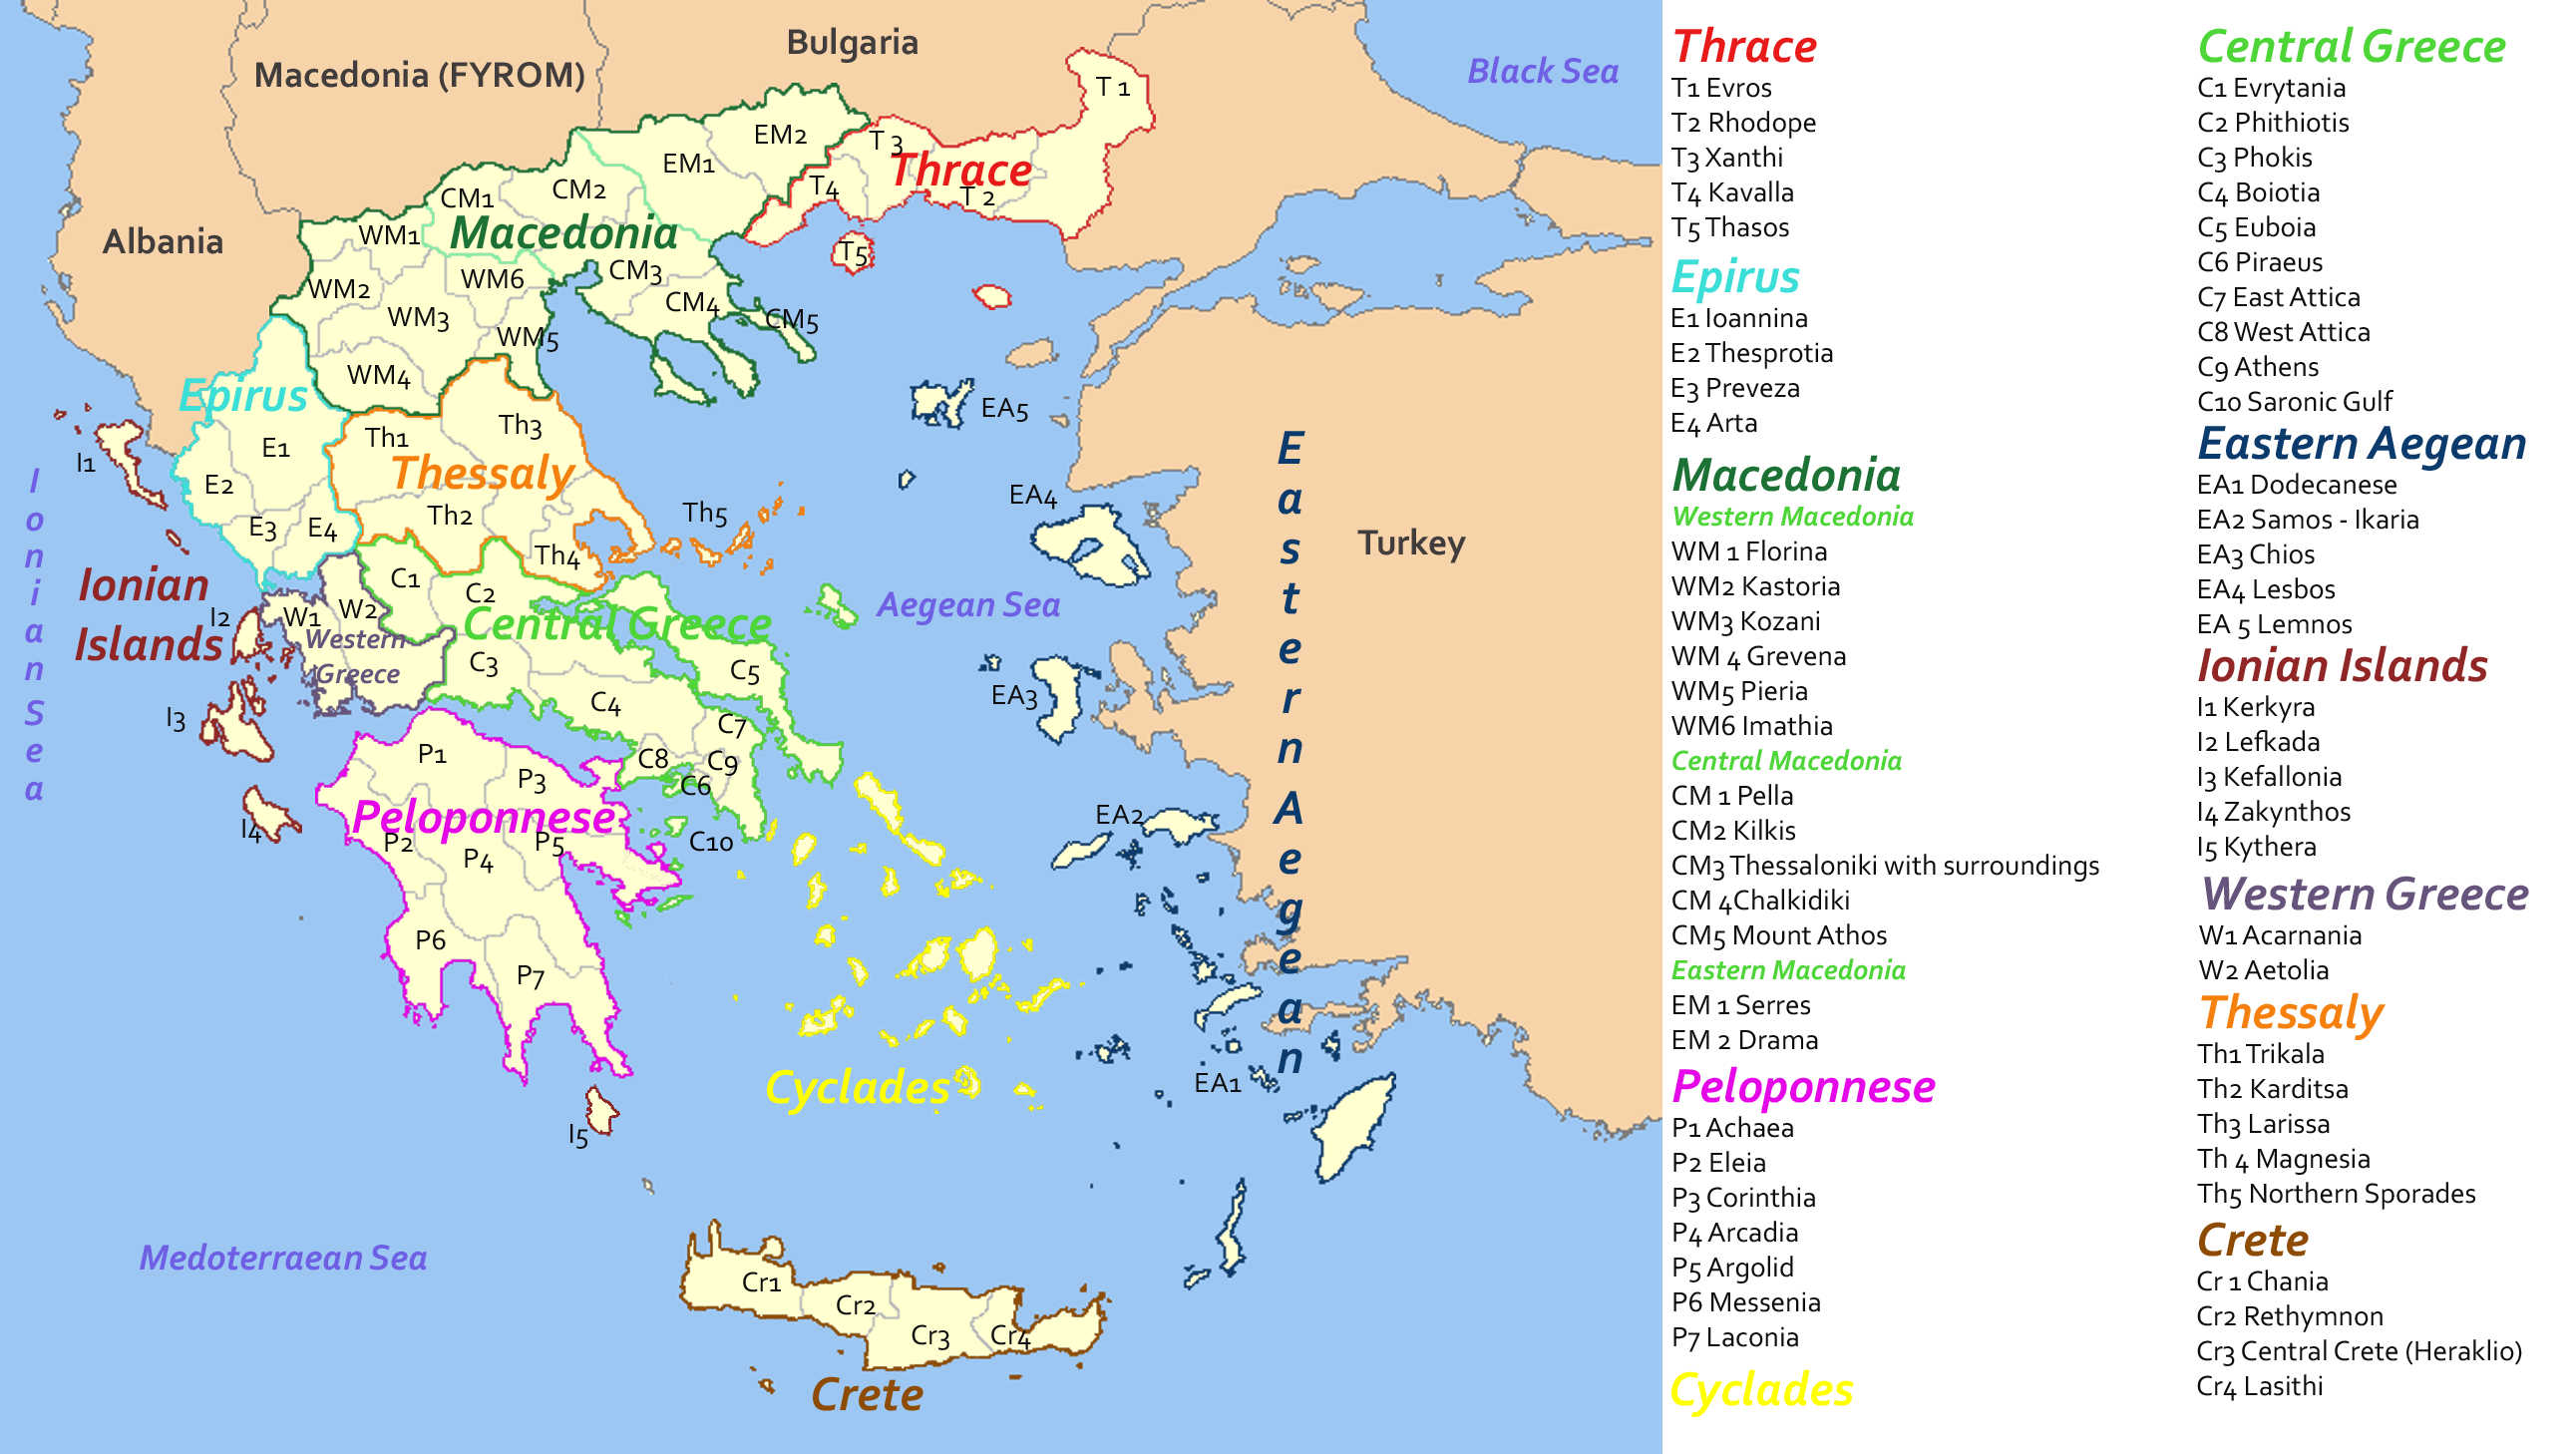 Bulgaria
Macedonia (FYROM)
Black Sea
Albania
Turkey
T 1
EM2
T 3
EM1
Thrace
T4
T 2
CM1
CM2
WM1
Macedonia
T5
WM6
CM3
WM2
CM4
WM3
CM5
WM5
WM4
Epirus
EA5
Th3
Th1
E1
I1
Thessaly
E2
EA4
Th2
Th5
E3
E4
Th4
Ionian
Islands
C1
C2
I2
W1
W2
Central Greece
Aegean Sea
Western
Greece
C3
C5
EA3
C4
I3
C7
P1
C8
C9
P3
C6
Peloponnese
EA2
I4
P2
P5
C10
P4
P6
P7
Cyclades
EA1
I5
Medoterraean Sea
Cr1
Cr2
Cr3
Cr4
Crete
Ionian Sea
Eastern Aegean
Thrace
T1 Evros
T2 Rhodope
T3 Xanthi
T4 Kavalla
T5 Thasos
Epirus
E1 Ioannina
E2 Thesprotia
E3 Preveza
E4 Arta
Macedonia
Western Macedonia
WM 1 Florina
WM2 Kastoria
WM3 Kozani
WM 4 Grevena
WM5 Pieria
WM6 Imathia
Central Macedonia
CM 1 Pella
CM2 Kilkis
CM3 Thessaloniki with surroundings
CM 4Chalkidiki
CM5 Mount Athos
Eastern Macedonia
EM 1 Serres
EM 2 Drama
Peloponnese
P1 Achaea
P2 Eleia
P3 Corinthia
P4 Arcadia
P5 Argolid
P6 Messenia
P7 Laconia
Cyclades
Central Greece
C1 Evrytania
C2 Phithiotis
C3 Phokis
C4 Boiotia
C5 Euboia
C6 Piraeus
C7 East Attica
C8 West Attica
C9 Athens
C10 Saronic Gulf
Eastern Aegean
EA1 Dodecanese
EA2 Samos - Ikaria
EA3 Chios
EA4 Lesbos
EA 5 Lemnos
Ionian Islands
I1 Kerkyra
I2 Lefkada
I3 Kefallonia
I4 Zakynthos
I5 Kythera
Western Greece
W1 Acarnania
W2 Aetolia
Thessaly
Th1 Trikala
Th2 Karditsa
Th3 Larissa
Th 4 Magnesia
Th5 Northern Sporades
Crete
Cr 1 Chania
Cr2 Rethymnon
Cr3 Central Crete (Heraklio)
Cr4 Lasithi